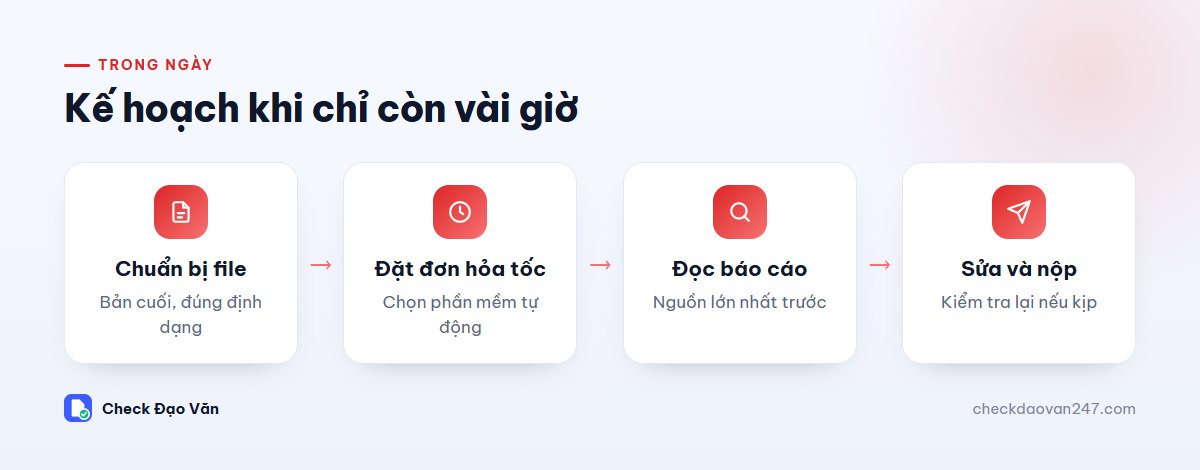 TRONG NGÀY
Kế hoạch khi chỉ còn vài giờ
Chuẩn bị file
Bản cuối, đúng định
dạng
→
Đặt đơn hỏa tốc
Chọn phần mềm tự
động
→
Đọc báo cáo
Nguồn lớn nhất trước
→
Sửa và nộp
Kiểm tra lại nếu kịp
Check Đạo Văn
checkdaovan247.com